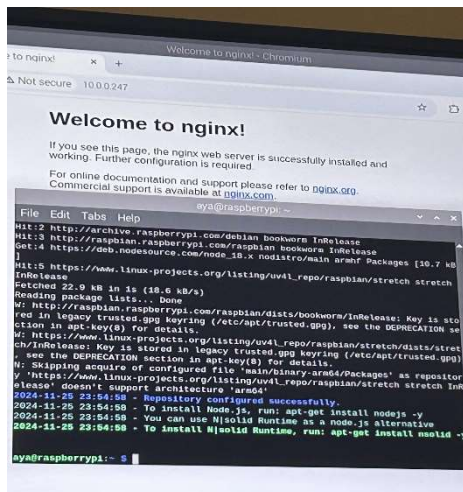 Welcome to nginx! - Chromium
e to nginx! × +
Not secure 10.0.0.247
Welcome to nginx!
If you see this page, the nginx web server is successfully installed and
working. Further configuration is required.
For online documentation and support please refer to nginx.org.
Commercial support is available at nginx.com.
aya@raspberrypi: ~
File Edit Tabs Help
Hit:2 http://archive.raspberrypi.com/debian bookworm InRelease
Hit:3 http://raspbian.raspberrypi.com/raspbian bookworm InRelease
Get:4 https://deb.nodesource.com/node_18.x nodistro/main armhf Packages [10.7 kB
]
Hit:5 https://www.linux-projects.org/listing/uv4l_repo/raspbian/stretch stretch
InRelease
Fetched 22.9 kB in 1s (18.6 kB/s)
Reading package lists... Done
W: http://raspbian.raspberrypi.com/raspbian/dists/bookworm/InRelease: Key is sto
red in legacy trusted.gpg keyring (/etc/apt/trusted.gpg), see the DEPRECATION se
ction in apt-key(8) for details.
W: https://www.linux-projects.org/listing/uv4l_repo/raspbian/stretch/dists/stret
ch/InRelease: Key is stored in legacy trusted.gpg keyring (/etc/apt/trusted.gpg)
, see the DEPRECATION section in apt-key(8) for details.
N: Skipping acquire of configured file 'main/binary-arm64/Packages' as repositor
y 'https://www.linux-projects.org/listing/uv4l_repo/raspbian/stretch stretch InR
elease' doesn't support architecture 'arm64'
2024-11-25 23:54:58 - Repository configured successfully.
2024-11-25 23:54:58 - To install Node.js, run: apt-get install nodejs -y
2024-11-25 23:54:58 - You can use N|solid Runtime as a node.js alternative
2024-11-25 23:54:58 - To install N|solid Runtime, run: apt-get install nsolid -y
aya@raspberrypi:~ $